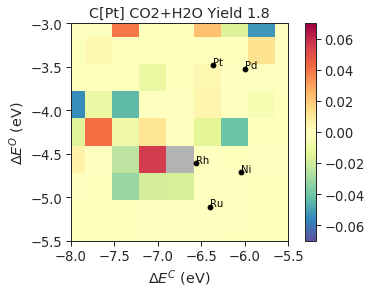 C[Pt] CO2+H2O Yield 1.8
ΔE^O (eV)
−3.0
−3.5
−4.0
−4.5
−5.0
−5.5
Pt
Pd
Rh
Ni
Ru
−8.0 −7.5 −7.0 −6.5 −6.0 −5.5
ΔE^C (eV)
0.06
0.04
0.02
0.00
−0.02
−0.04
−0.06